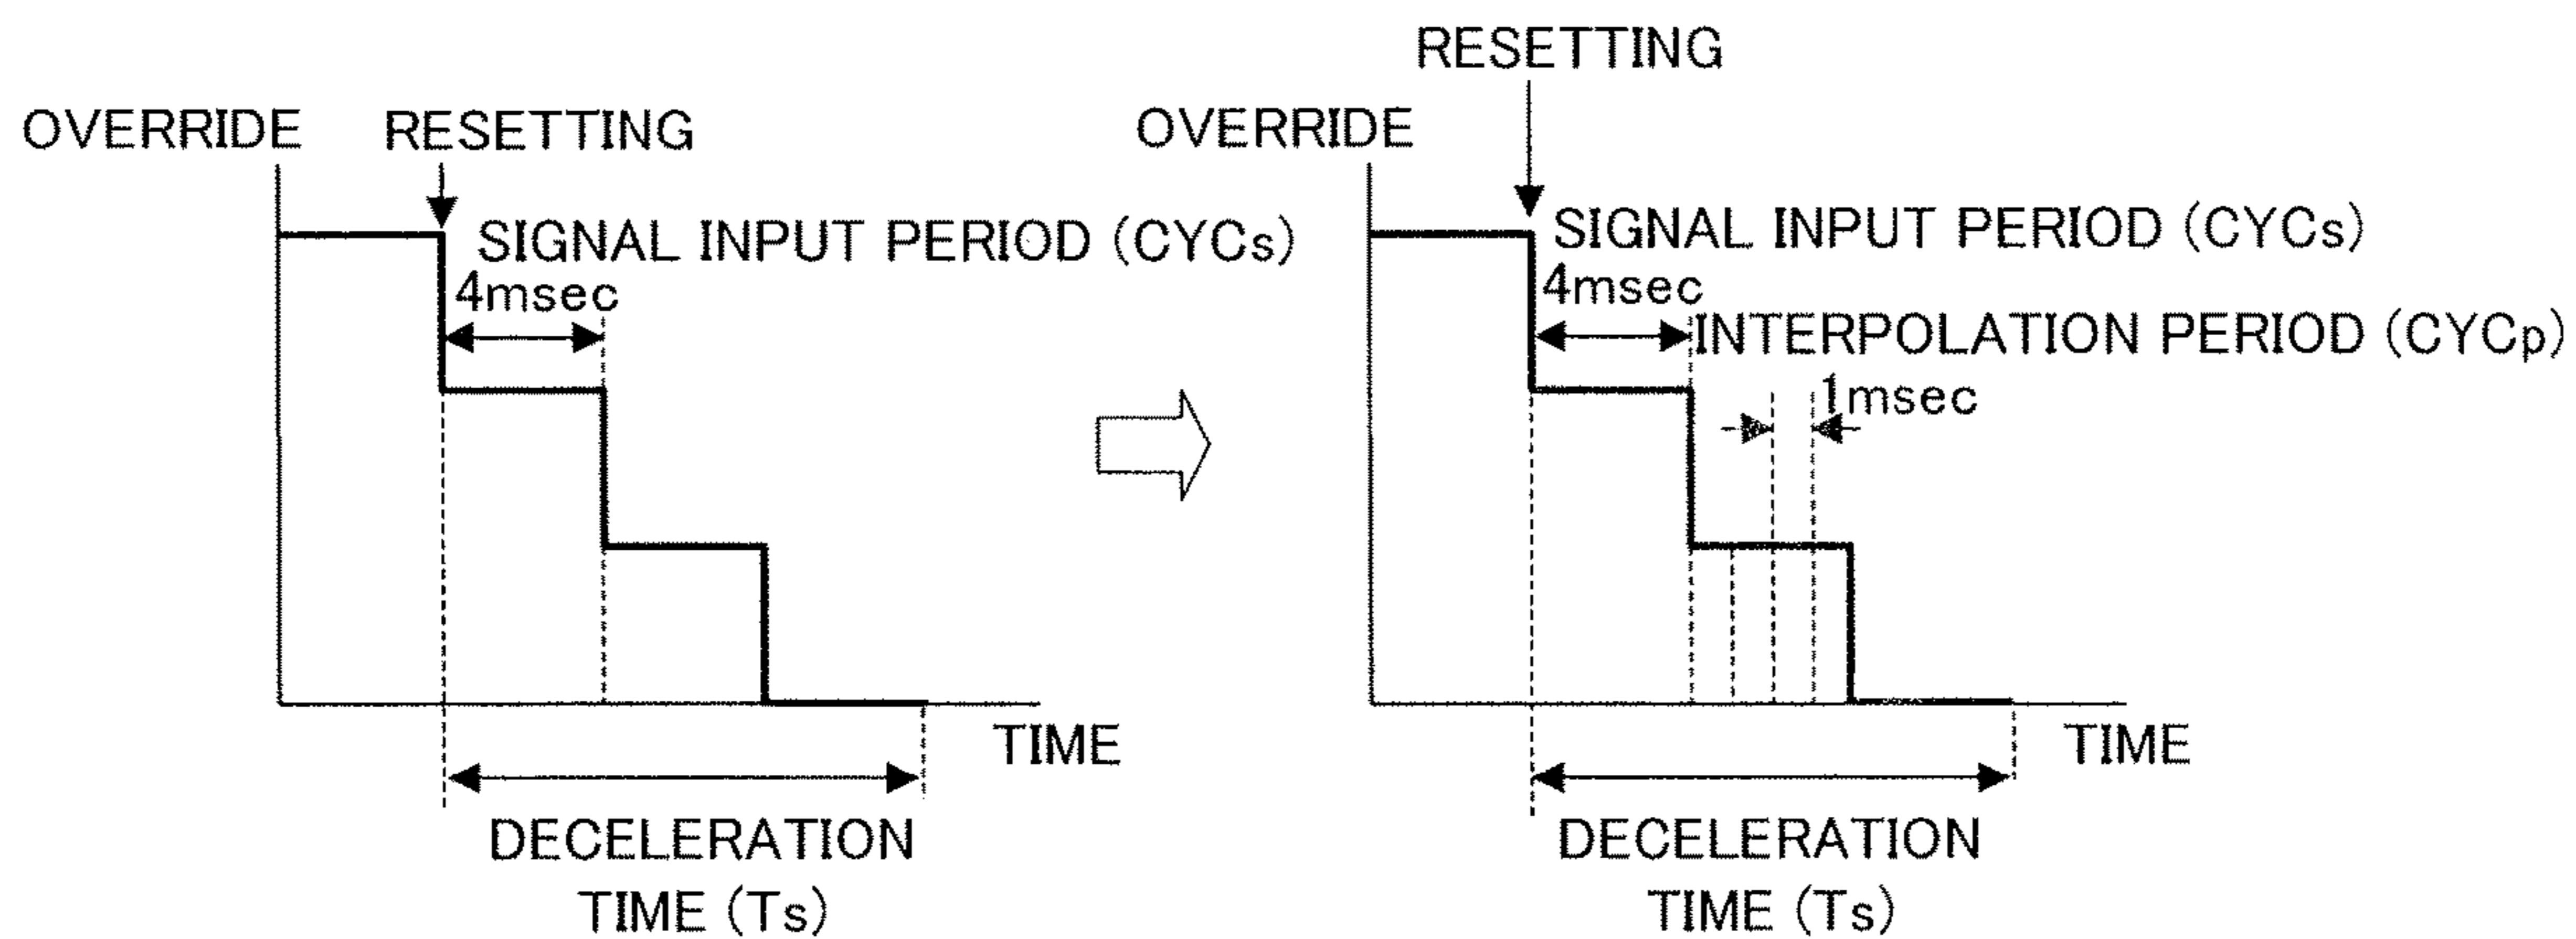 OVERRIDE
RESETTING
SIGNAL INPUT PERIOD (CYCs)
4msec
TIME
DECELERATION
TIME (Ts)
RESETTING
OVERRIDE
SIGNAL INPUT PERIOD (CYCs)
4msec
INTERPOLATION PERIOD (CYCp)
1msec
TIME
DECELERATION
TIME (Ts)